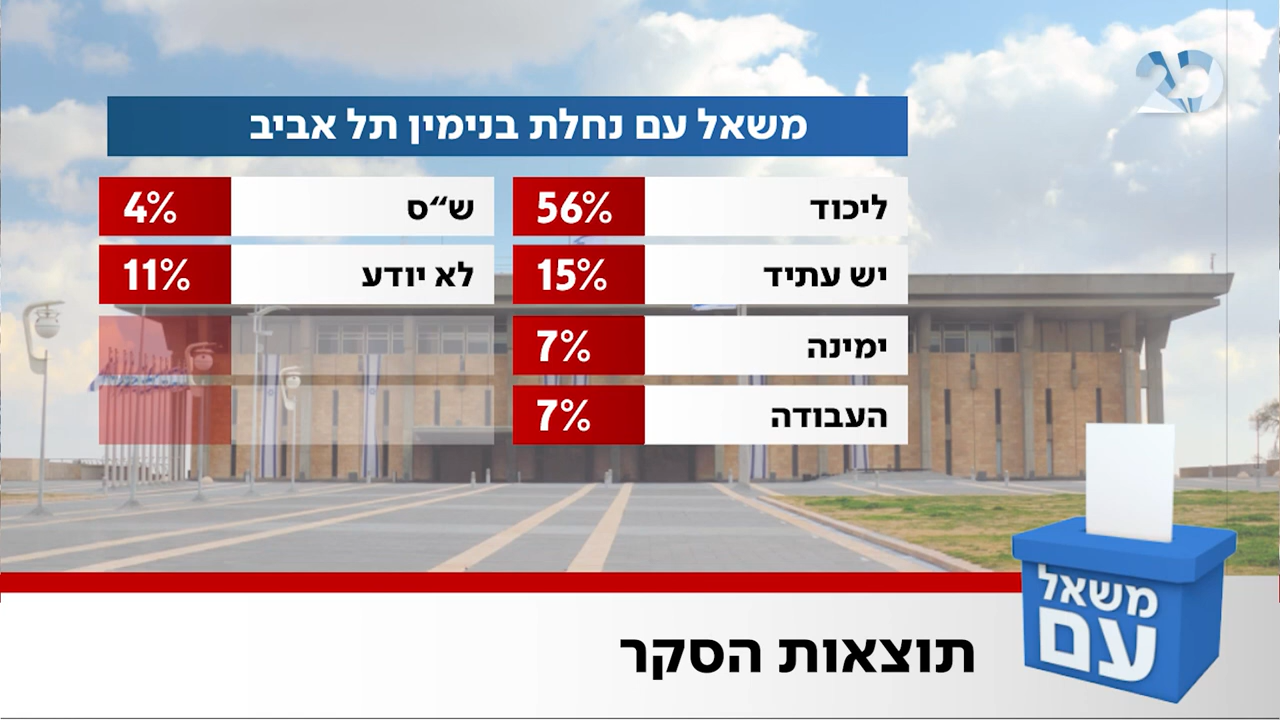 20
משאל עם נחלת בנימין תל אביב
ליכוד 56%
יש עתיד 15%
ימינה 7%
העבודה 7%
ש“ס 4%
לא יודע 11%
משאל
עם
תוצאות הסקר